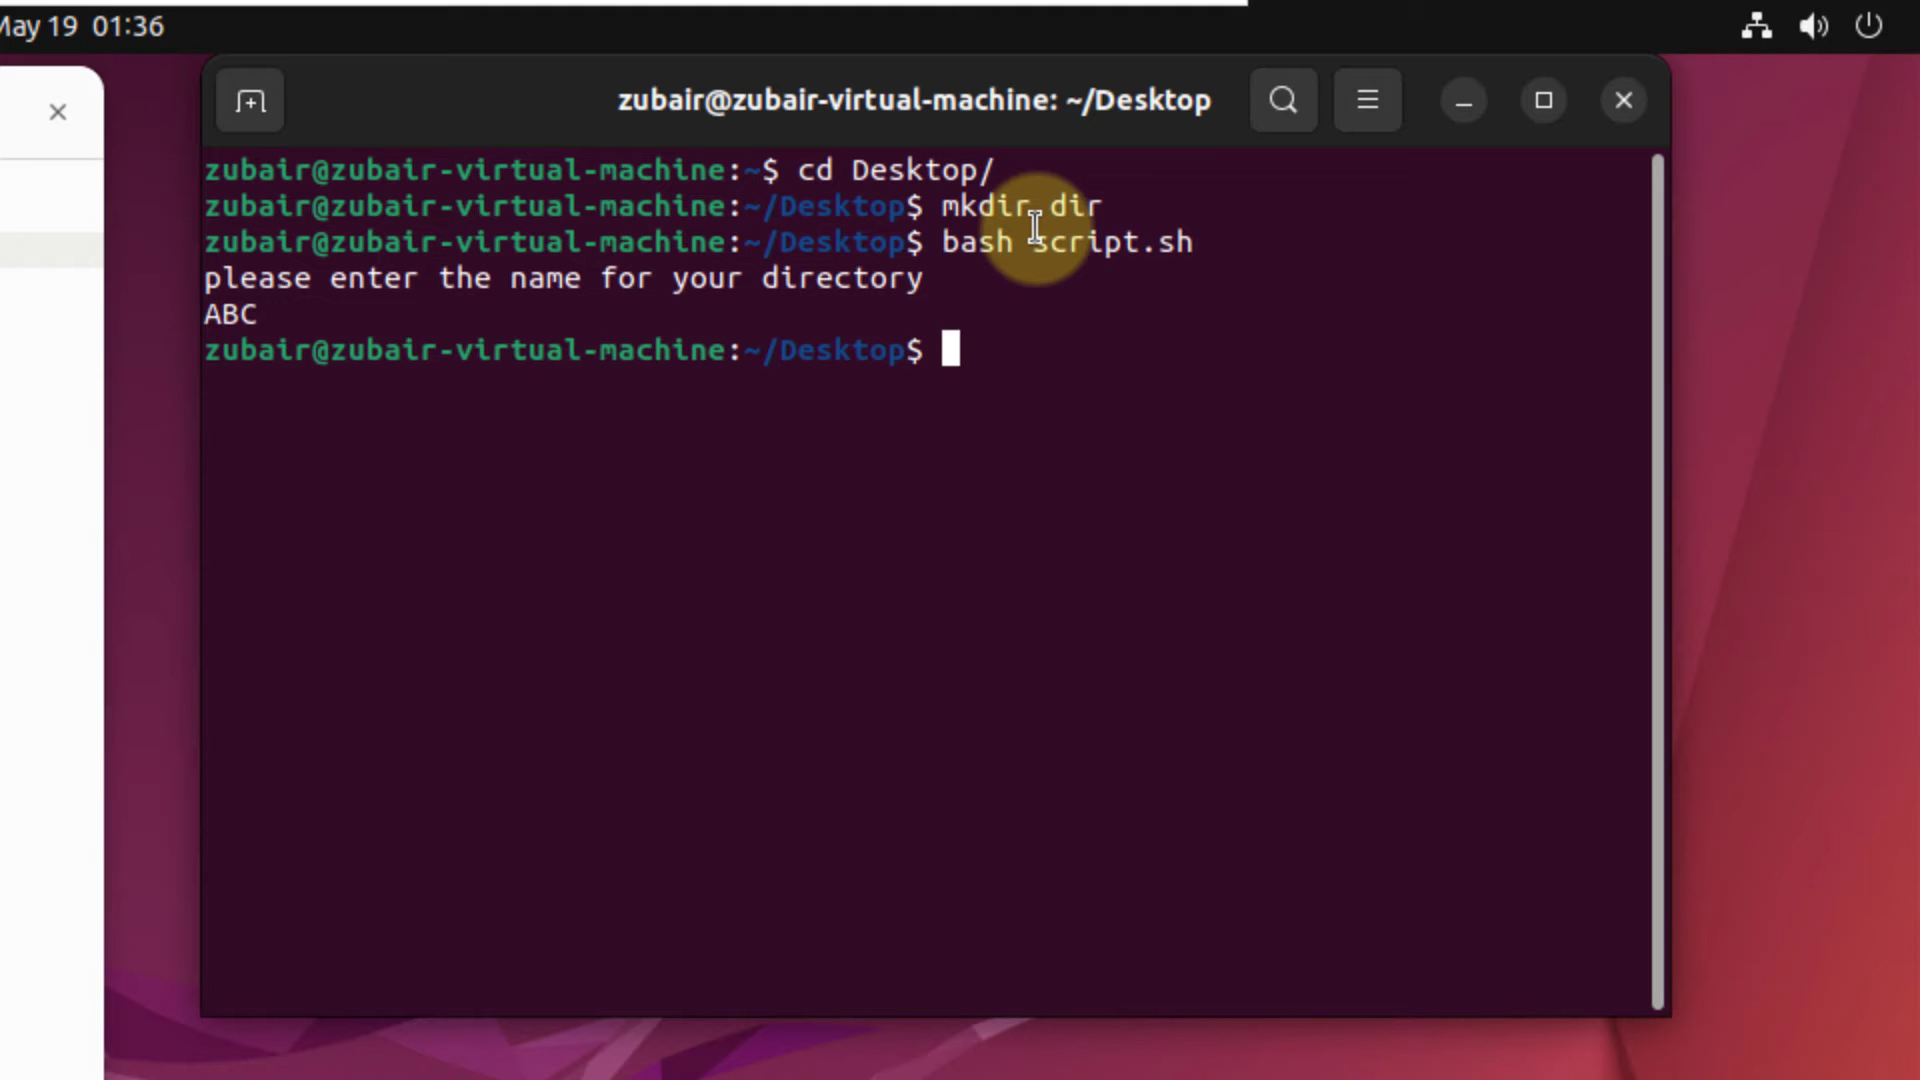 May 19 01:36
zubair@zubair-virtual-machine: ~/Desktop
zubair@zubair-virtual-machine:~$ cd Desktop/
zubair@zubair-virtual-machine:~/Desktop$ mkdir dir
zubair@zubair-virtual-machine:~/Desktop$ bash script.sh
please enter the name for your directory
ABC
zubair@zubair-virtual-machine:~/Desktop$